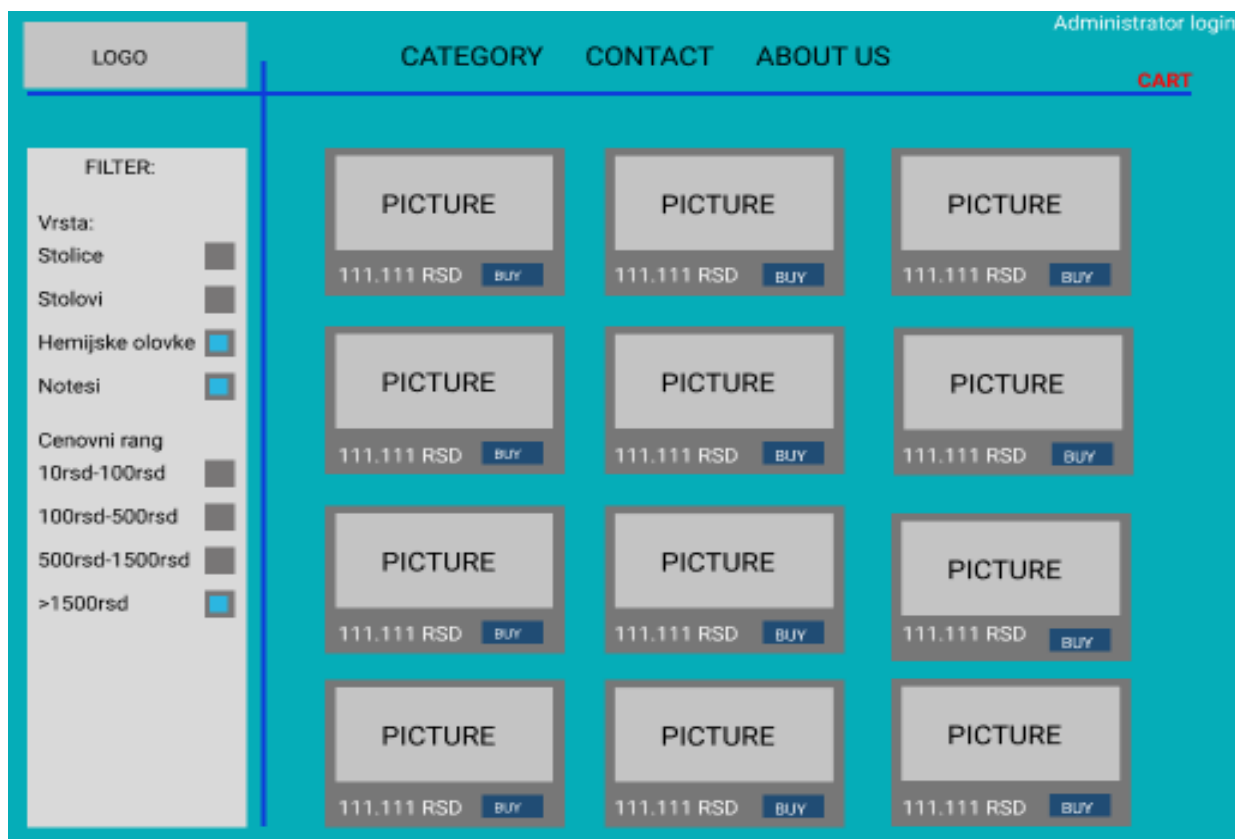 Administrator login
LOGO
CATEGORY CONTACT ABOUT US
CART
FILTER:
Vrsta:
Stolice
Stolovi
Hemijske olovke
Notesi
Cenovni rang
10rsd-100rsd
100rsd-500rsd
500rsd-1500rsd
>1500rsd
PICTURE PICTURE PICTURE
111.111 RSD BUY 111.111 RSD BUY 111.111 RSD BUY
PICTURE PICTURE PICTURE
111.111 RSD BUY 111.111 RSD BUY 111.111 RSD BUY
PICTURE PICTURE PICTURE
111.111 RSD BUY 111.111 RSD BUY 111.111 RSD BUY
PICTURE PICTURE PICTURE
111.111 RSD BUY 111.111 RSD BUY 111.111 RSD BUY